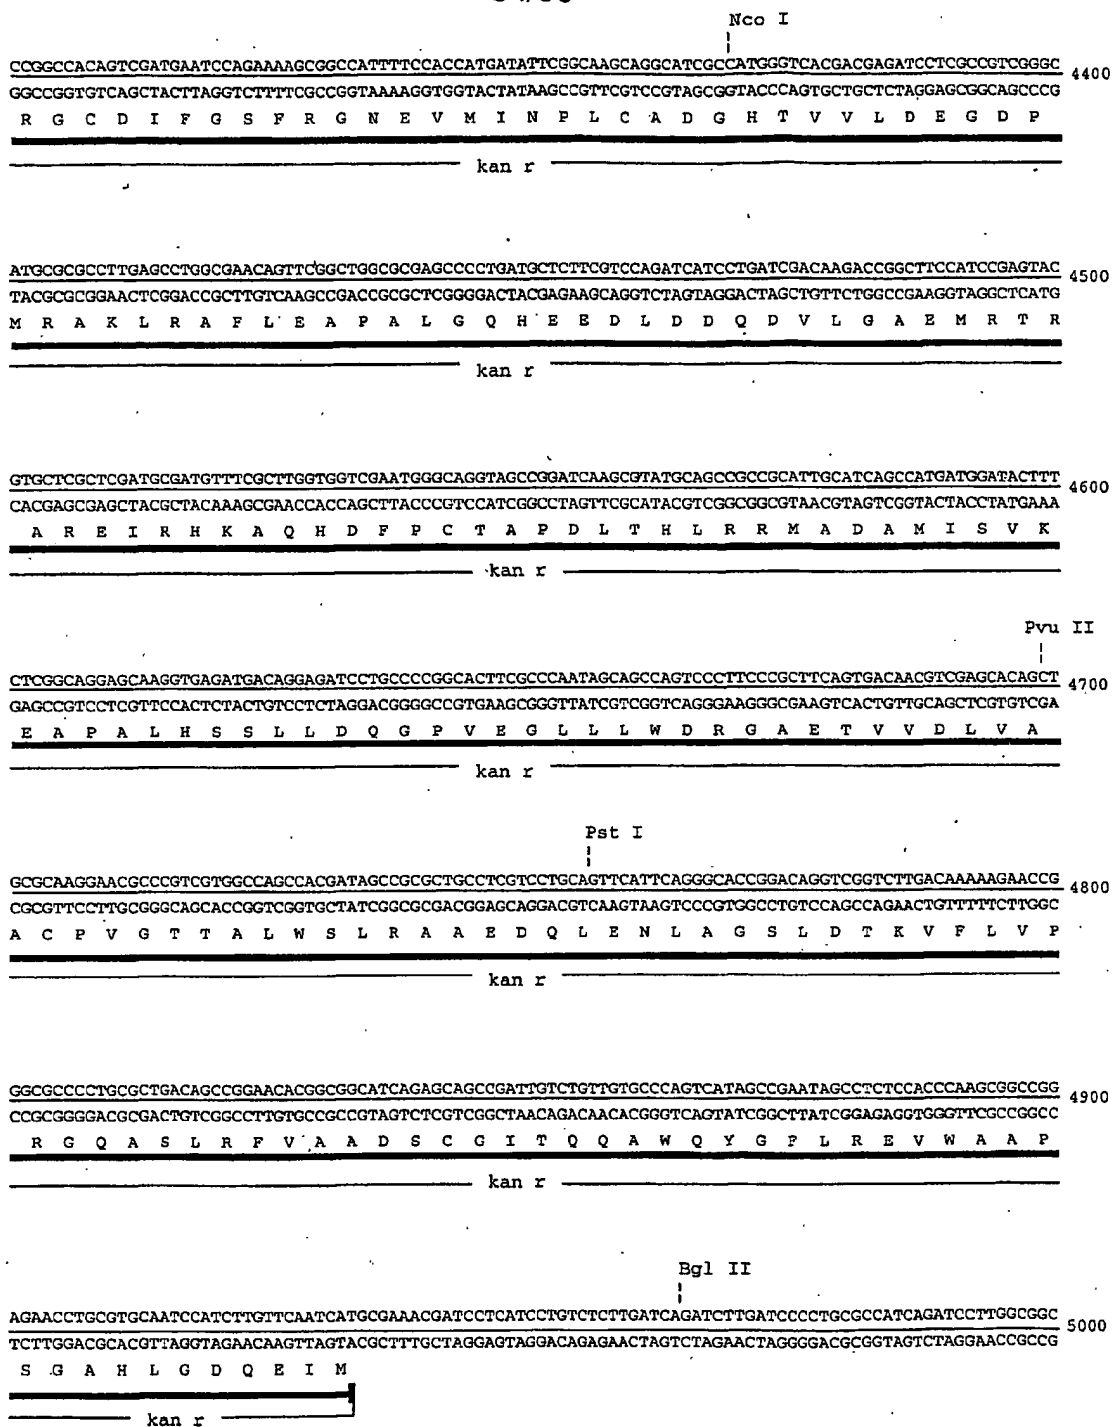 Nco I
CCGGCCACAGTCGATGAATCCAGAAAAGCGGCCATTTTCCACCATGATATTCGGCAAGCAGGCATCGCCATGGGTCACGACGAGATCCTCGCCGTCGGGC 4400
GGCCGGTGTCAGCTACTTAGGTCTTTTCGCCGGTAAAAGGTGGTACTATAAGCCGTTCGTCCGTAGCGGTACCCAGTGCTGCTCTAGGAGCGGCAGCCCG
R G C D I F G S F R G N E V M I N P L C A D G H T V V L D E G D P
kan r
ATGCGCGCCTTGAGCCTGGCGAACAGTTCGGCTGGCGCGAGCCCCTGATGCTCTTCGTCCAGATCATCCTGATCGACAAGACCGGCTTCCATCCGAGTAC 4500
TACGCGCGGAACTCGGACCGCTTGTCAAGCCGACCGCGCTCGGGGACTACGAGAAGCAGGTCTAGTAGGACTAGCTGTTCTGGCCGAAGGTAGGCTCATG
M R A K L R A F L E A P A L G Q H E E D L D D Q D V L G A E M R T R
kan r
GTGCTCGCTCGATGCGATGTTTCGCTTGGTGGTCGAATGGGCAGGTAGCCGGATCAAGCGTATGCAGCCGCCGCATTGCATCAGCCATGATGGATACTTT 4600
CACGAGCGAGCTACGCTACAAAGCGAACCACCAGCTTACCCGTCCATCGGCCTAGTTCGCATACGTCGGCGGCGTAACGTAGTCGGTACTACCTATGAAA
A R E I R H K A Q H D F P C T A P D L T H L R R M A D A M I S V K
kan r
Pvu II
CTCGGCAGGAGCAAGGTGAGATGACAGGAGATCCTGCCCCGGCACTTCGCCCAATAGCAGCCAGTCCCTTCCCGCTTCAGTGACAACGTCGAGCACAGCT 4700
GAGCCGTCCTCGTTCCACTCTACTGTCCTCTAGGACGGGGCCGTGAAGCGGGTTATCGTCGGTCAGGGAAGGGCGAAGTCACTGTTGCAGCTCGTGTCGA
E A P A L H S S L L D Q G P V E G L L L W D R G A E T V V D L V A
kan r
Pst I
GCGCAAGGAACGCCCGTCGTGGCCAGCCACGATAGCCGCGCTGCCTCGTCCTGCAGTTCATTCAGGGCACCGGACAGGTCGGTCTTGACAAAAAGAACCG 4800
CGCGTTCCTTGCGGGCAGCACCGGTCGGTGCTATCGGCGCGACGGAGCAGGACGTCAAGTAAGTCCCGTGGCCTGTCCAGCCAGAACTGTTTTTCTTGGC
A C P V G T T A L W S L R A A E D Q L E N L A G S L D T K V F L V P
kan r
GGCGCCCCTGCGCTGACAGCCGGAACACGGCGGCATCAGAGCAGCCGATTGTCTGTTGTGCCCAGTCATAGCCGAATAGCCTCTCCACCCAAGCGGCCGG 4900
CCGCGGGGACGCGACTGTCGGCCTTGTGCCGCCGTAGTCTCGTCGGCTAACAGACAACACGGGTCAGTATCGGCTTATCGGAGAGGTGGGTTCGCCGGCC
R G Q A S L R F V A A D S C G I T Q Q A W Q Y G F L R E V W A A P
kan r
Bgl II
AGAACCTGCGTGCAATCCATCTTGTTCAATCATGCGAAACGATCCTCATCCTGTCTCTTGATCAGATCTTGATCCCCTGCGCCATCAGATCCTTGGCGGC 5000
TCTTGGACGCACGTTAGGTAGAACAAGTTAGTACGCTTTGCTAGGAGTAGGACAGAGAACTAGTCTAGAACTAGGGGACGCGGTAGTCTAGGAACCGCCG
S G A H L G D Q E I M
kan r